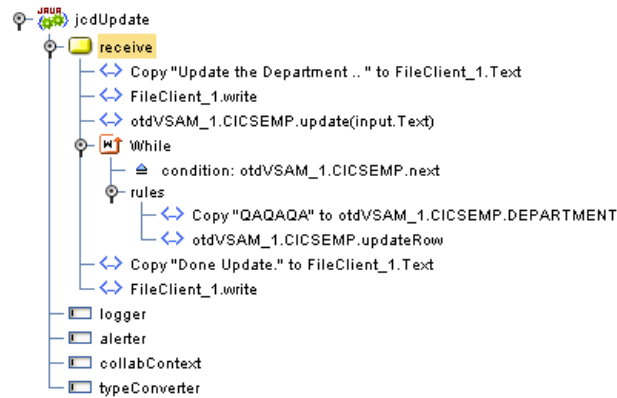 JAVA jcdUpdate
receive
Copy "Update the Department .. " to FileClient_1.Text
FileClient_1.write
otdVSAM_1.CICSEMP.update(input.Text)
W While
condition: otdVSAM_1.CICSEMP.next
rules
Copy "QAQAQA" to otdVSAM_1.CICSEMP.DEPARTMENT
otdVSAM_1.CICSEMP.updateRow
Copy "Done Update." to FileClient_1.Text
FileClient_1.write
logger
alerter
collabContext
typeConverter